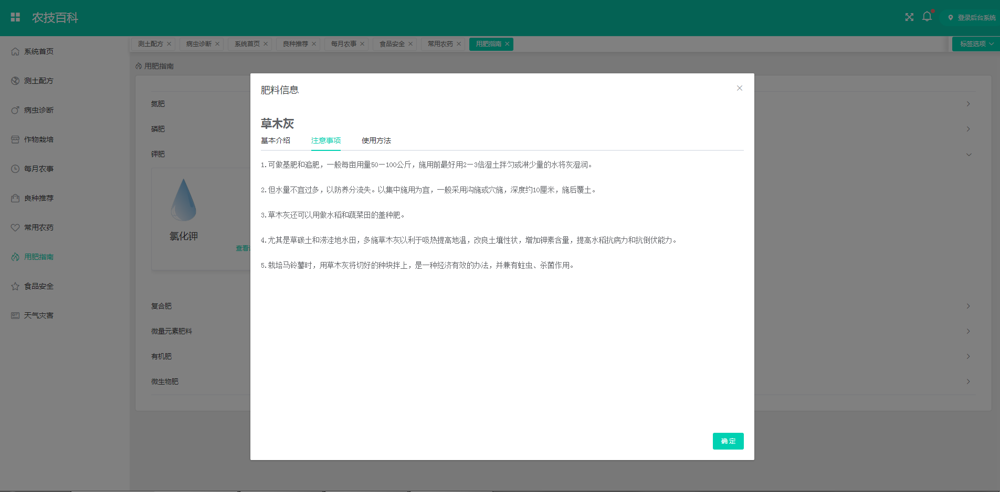 农技百科
登录后台系统
系统首页
测土配方
病虫诊断
作物栽培
每月农事
良种推荐
常用农药
用肥指南
食品安全
天气灾害
测土配方
病虫诊断
系统首页
良种推荐
每月农事
食品安全
常用农药
用肥指南
标签选项
用肥指南
氮肥
磷肥
钾肥
氯化钾
查看
复合肥
微量元素肥料
有机肥
微生物肥
肥料信息
草木灰
基本介绍
注意事项
使用方法
1.可做基肥和追肥，一般每亩用量50—100公斤，施用前最好用2—3倍湿土拌匀或淋少量的水将灰湿润。
2.但水量不宜过多，以防养分流失。以集中施用为宜，一般采用沟施或穴施，深度约10厘米，施后覆土。
3.草木灰还可以用做水稻和蔬菜田的盖种肥。
4.尤其是草碳土和涝洼地水田，多施草木灰以利于吸热提高地温，改良土壤性状，增加钾素含量，提高水稻抗病力和抗倒伏能力。
5.栽培马铃薯时，用草木灰将切好的种块拌上，是一种经济有效的办法，并兼有蛀虫、杀菌作用。
确定